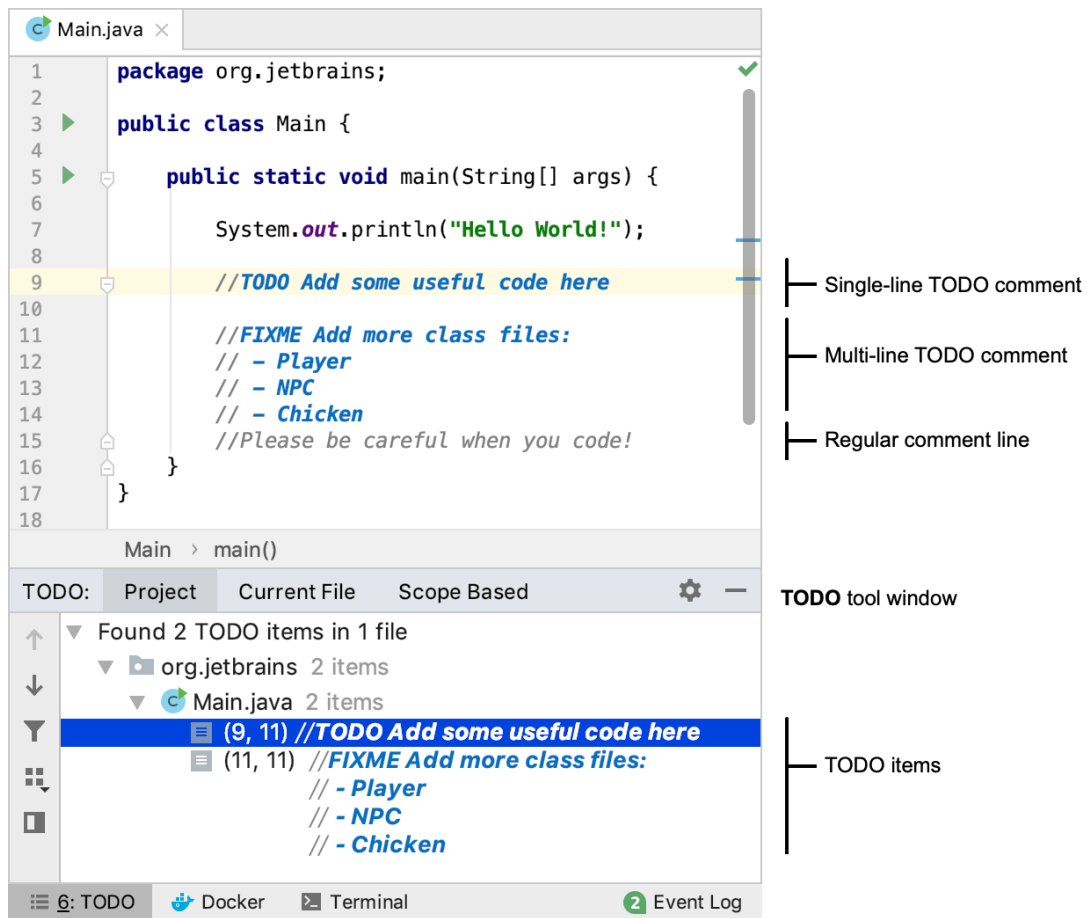 Main.java
1 package org.jetbrains;
2
3 public class Main {
4
5 public static void main(String[] args) {
6
7 System.out.println("Hello World!");
8
9 //TODO Add some useful code here
Single-line TODO comment
10
11 //FIXME Add more class files:
12 // - Player
Multi-line TODO comment
13 // - NPC
14 // - Chicken
15 //Please be careful when you code!
Regular comment line
16 }
17 }
18
Main › main()
TODO: Project Current File Scope Based
TODO tool window
Found 2 TODO items in 1 file
org.jetbrains 2 items
Main.java 2 items
(9, 11) //TODO Add some useful code here
(11, 11) //FIXME Add more class files:
TODO items
// - Player
// - NPC
// - Chicken
6: TODO Docker Terminal 2 Event Log